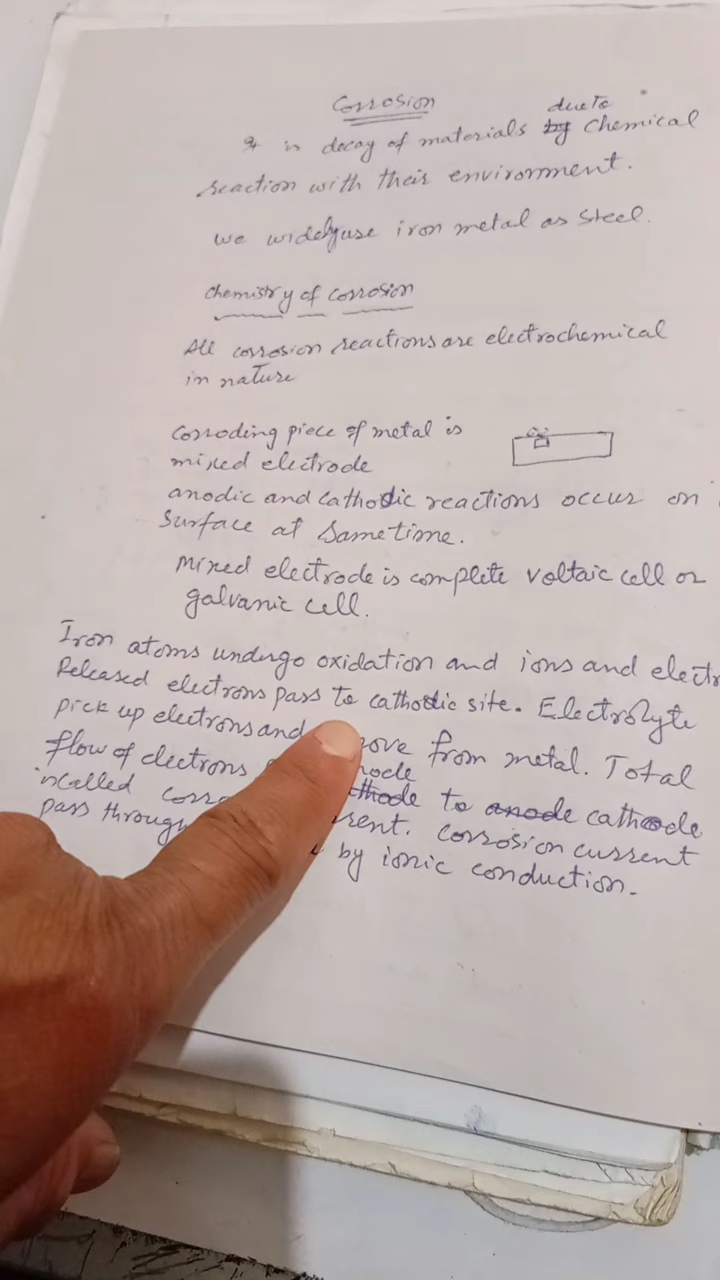 Corrosion
It is decay of materials by due to Chemical
reaction with their environment.
we widely use iron metal as steel.
Chemistry of corrosion
All corrosion reactions are electrochemical
in nature
Corroding piece of metal is
mixed electrode
anodic and cathodic reactions occur on
surface at same time.
Mixed electrode is complete voltaic cell or
galvanic cell.
Iron atoms undergo oxidation and ions and
Released electrons pass to cathodic site. Electrolyte
pick up electrons and from metal. Total
flow of electrons cathode to anode cathode
is called corrosion current
pass through by ionic conduction.